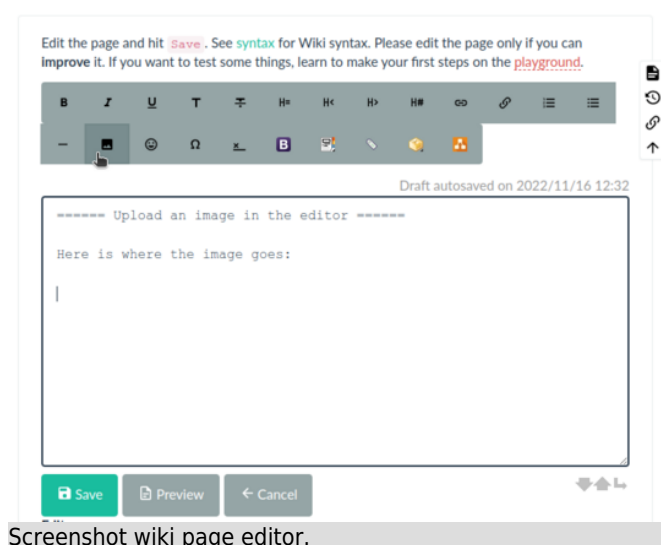 Edit the page and hit Save. See syntax for Wiki syntax. Please edit the page only if you can
improve it. If you want to test some things, learn to make your first steps on the playground.
B I U T T H= H< H> H#
Ω x B
Draft autosaved on 2022/11/16 12:32
====== Upload an image in the editor ======
Here is where the image goes:
Save Preview Cancel
Screenshot wiki page editor.